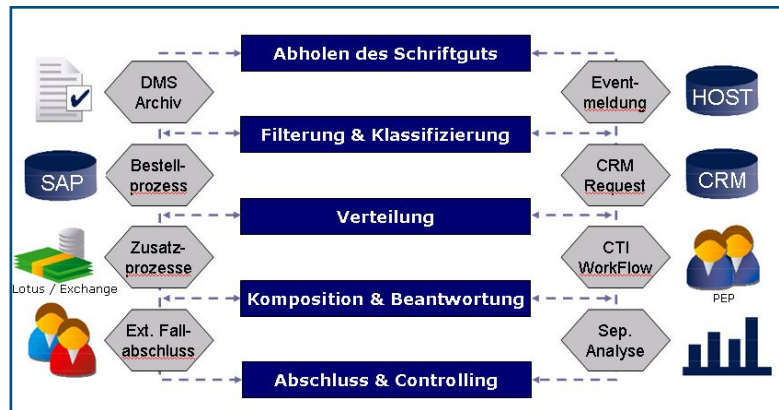 Abholen des Schriftguts
DMS
Archiv
Event-
meldung
HOST
Filterung & Klassifizierung
SAP
Bestell-
prozess
CRM
Request
CRM
Verteilung
Zusatz-
prozesse
Lotus / Exchange
CTI
WorkFlow
PEP
Komposition & Beantwortung
Ext. Fall-
abschluss
Sep.
Analyse
Abschluss & Controlling